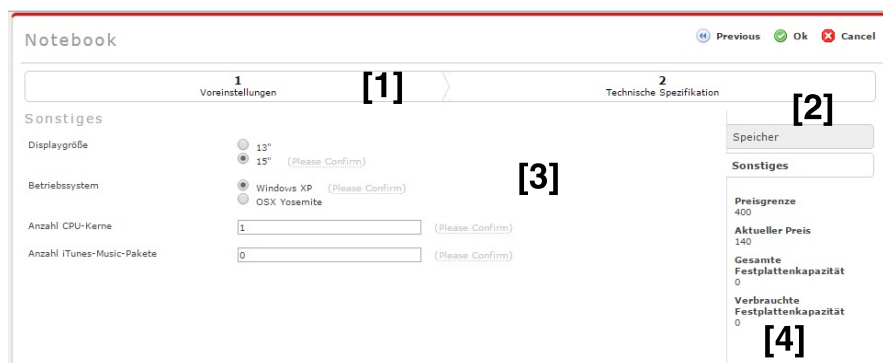 Notebook
Previous Ok Cancel
1
Voreinstellungen
[1]
2
Technische Spezifikation
[2]
Sonstiges
Displaygröße
13"
15" (Please Confirm)
Betriebssystem
Windows XP (Please Confirm)
OSX Yosemite
[3]
Anzahl CPU-Kerne
1
(Please Confirm)
Anzahl iTunes-Music-Pakete
0
(Please Confirm)
Speicher
Sonstiges
Preisgrenze
400
Aktueller Preis
140
Gesamte
Festplattenkapazität
0
Verbrauchte
Festplattenkapazität
0
[4]